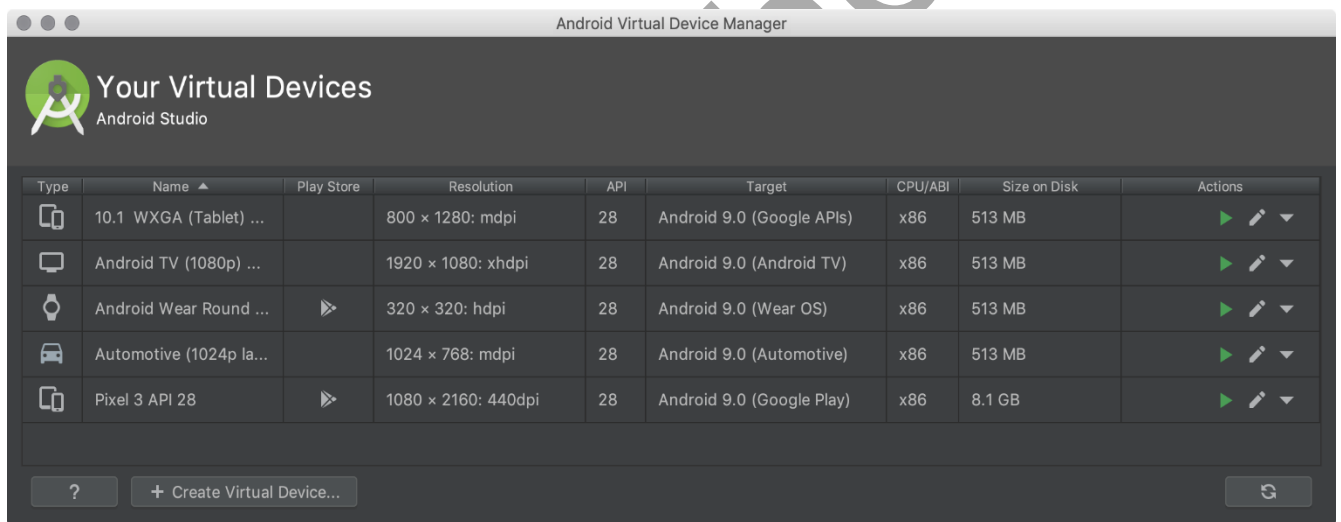 Android Virtual Device Manager
Your Virtual Devices
Android Studio
Type Name Play Store Resolution API Target CPU/ABI Size on Disk Actions
10.1 WXGA (Tablet) ... 800 × 1280: mdpi 28 Android 9.0 (Google APIs) x86 513 MB
Android TV (1080p) ... 1920 × 1080: xhdpi 28 Android 9.0 (Android TV) x86 513 MB
Android Wear Round ... 320 × 320: hdpi 28 Android 9.0 (Wear OS) x86 513 MB
Automotive (1024p la... 1024 × 768: mdpi 28 Android 9.0 (Automotive) x86 513 MB
Pixel 3 API 28 1080 × 2160: 440dpi 28 Android 9.0 (Google Play) x86 8.1 GB
? + Create Virtual Device...